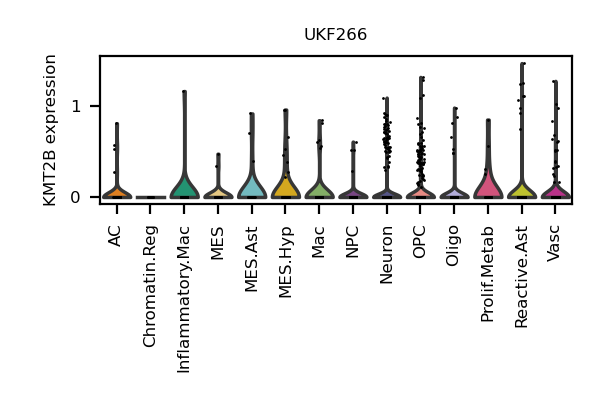 UKF266
KMT2B expression
1
0
AC
Chromatin.Reg
Inflammatory.Mac
MES
MES.Ast
MES.Hyp
Mac
NPC
Neuron
OPC
Oligo
Prolif.Metab
Reactive.Ast
Vasc